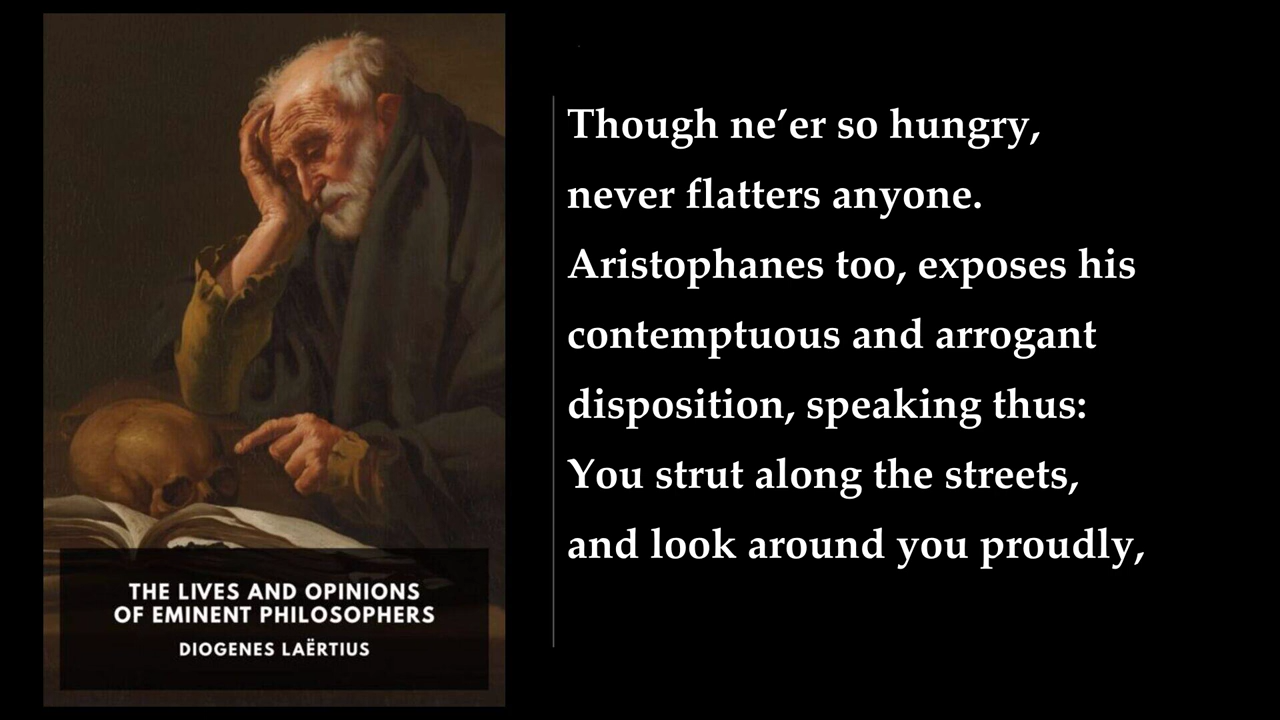 THE LIVES AND OPINIONS
OF EMINENT PHILOSOPHERS
DIOGENES LAËRTIUS
Though ne’er so hungry,
never flatters anyone.
Aristophanes too, exposes his
contemptuous and arrogant
disposition, speaking thus:
You strut along the streets,
and look around you proudly,